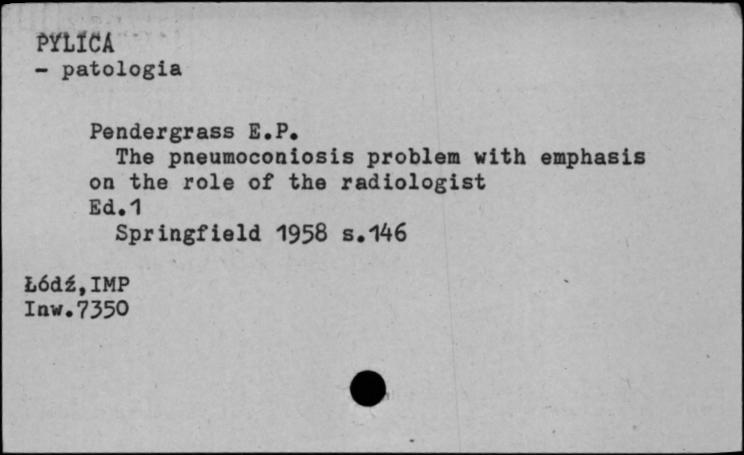 PYLICA
- patologia
Pendergrass E.P.
The pneumoconiosis problem with emphasis
on the role of the radiologist
Ed.1
Springfield 1958 s.146
Łódź,IMP
Inw.7350